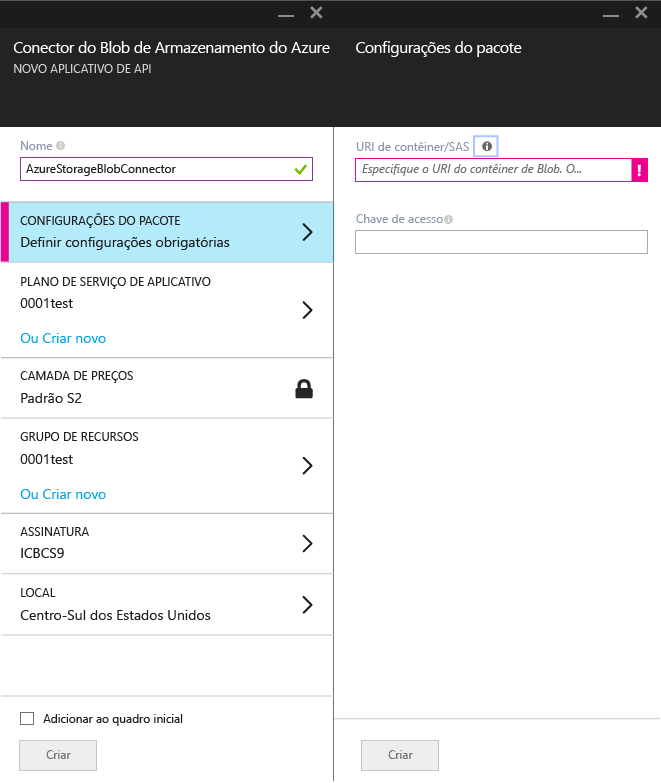 Conector do Blob de Armazenamento do Azure
NOVO APLICATIVO DE API
Nome
AzureStorageBlobConnector
CONFIGURAÇÕES DO PACOTE
Definir configurações obrigatórias
PLANO DE SERVIÇO DE APLICATIVO
0001test
Ou Criar novo
CAMADA DE PREÇOS
Padrão S2
GRUPO DE RECURSOS
0001test
Ou Criar novo
ASSINATURA
ICBCS9
LOCAL
Centro-Sul dos Estados Unidos
Adicionar ao quadro inicial
Criar
Configurações do pacote
URI de contêiner/SAS
Especifique o URI do contêiner de Blob. O...
Chave de acesso
Criar